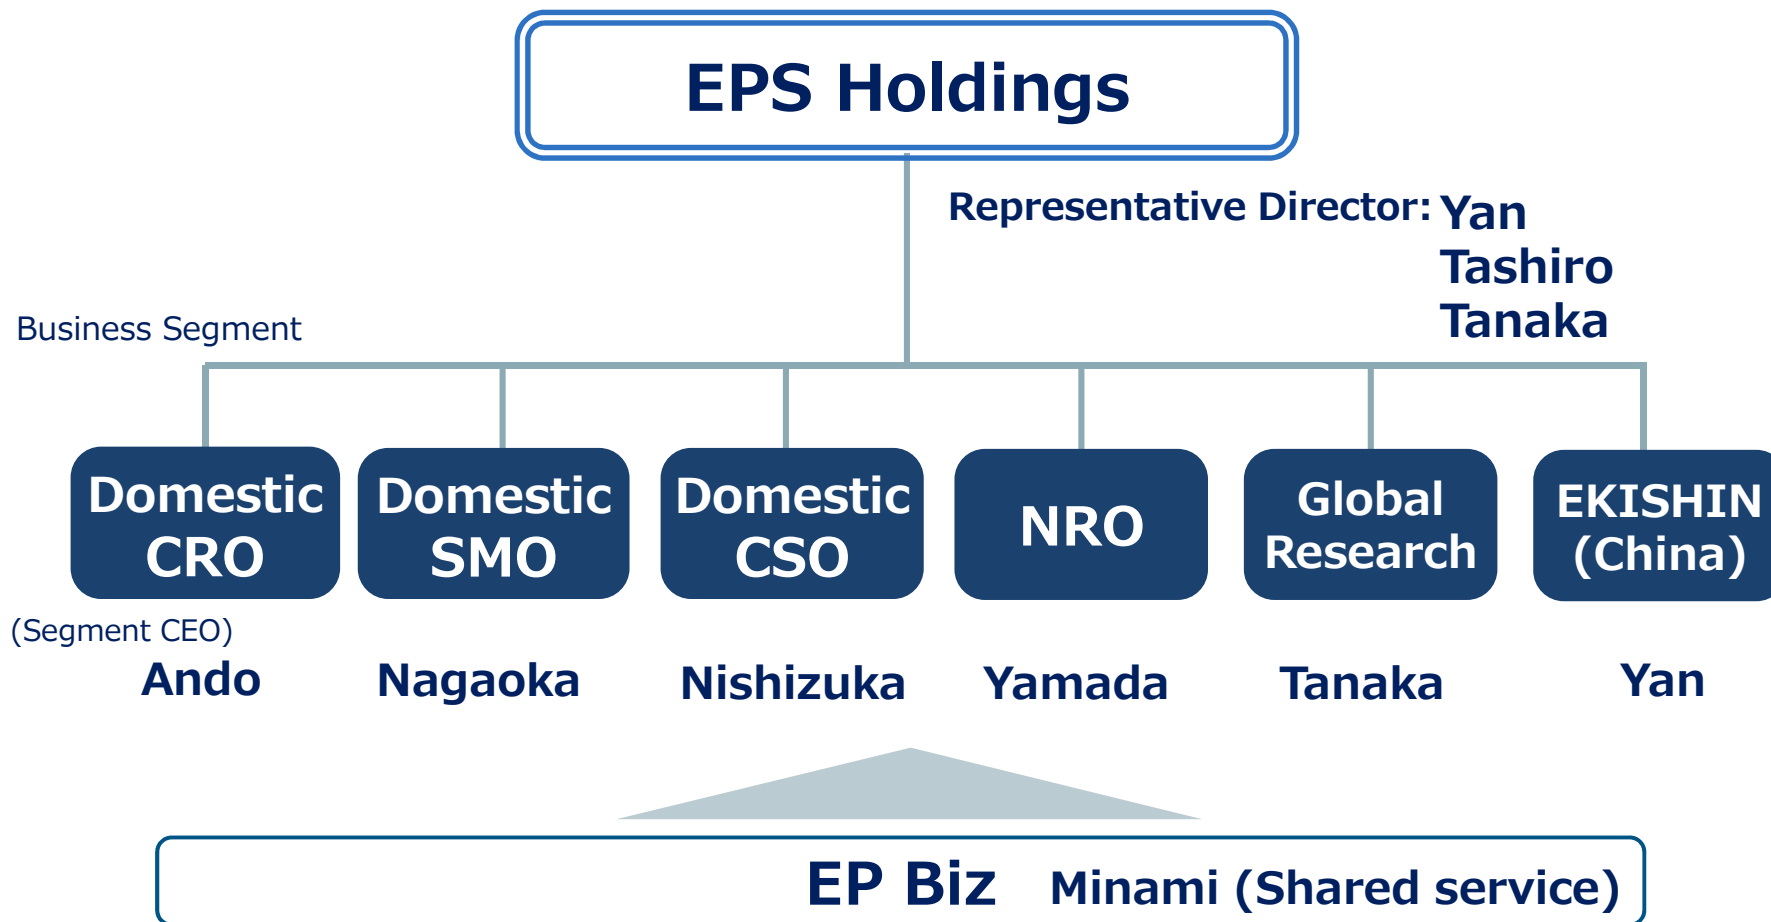 EPS Holdings
Representative Director: Yan
Tashiro
Tanaka
Business Segment
Domestic
CRO
Domestic
SMO
Domestic
CSO
NRO
Global
Research
EKISHIN
(China)
(Segment CEO)
Ando
Nagaoka
Nishizuka
Yamada
Tanaka
Yan
EP Biz Minami (Shared service)